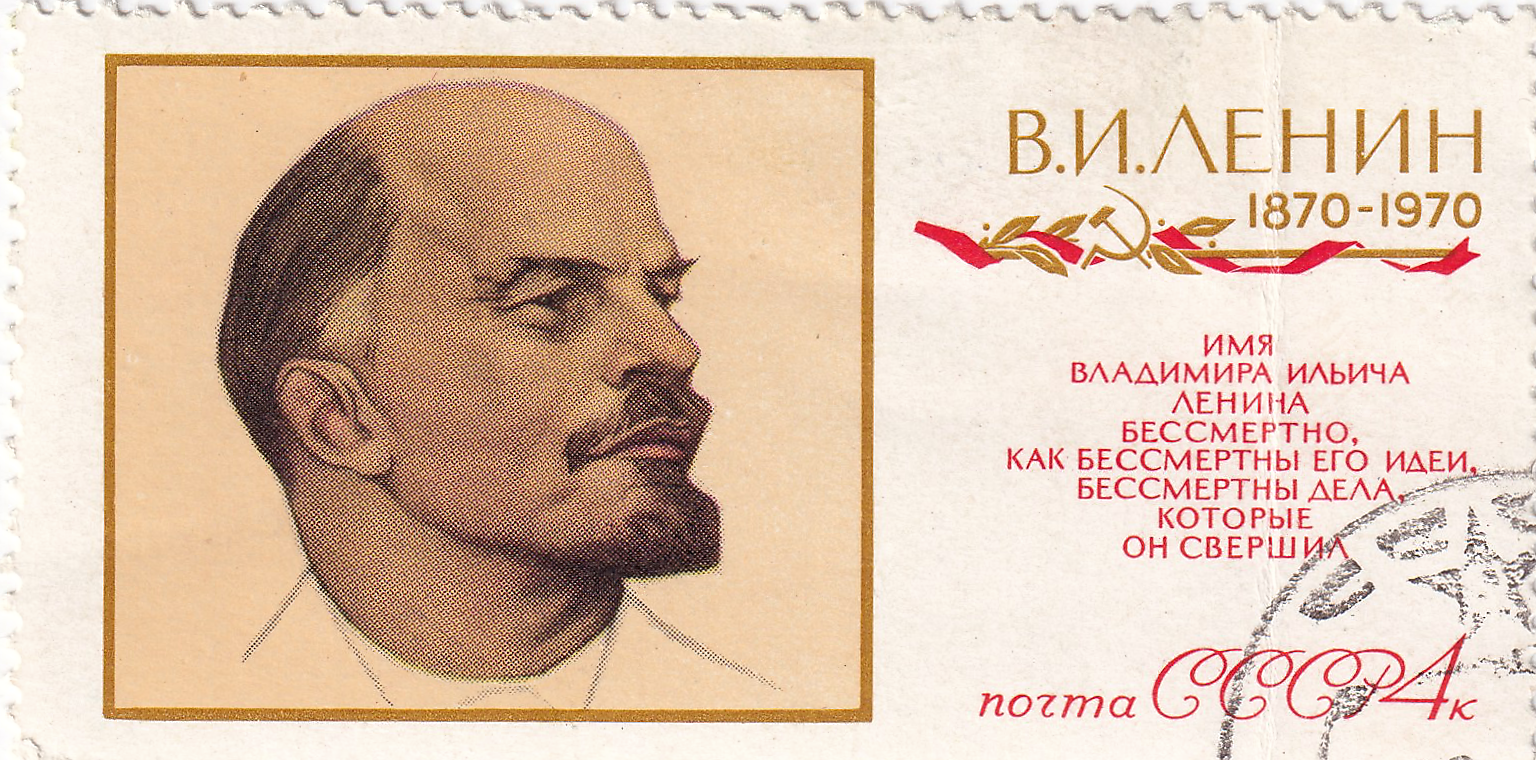 В.И.ЛЕНИН
1870-1970
ИМЯ
ВЛАДИМИРА ИЛЬИЧА
ЛЕНИНА
БЕССМЕРТНО,
КАК БЕССМЕРТНЫ ЕГО ИДЕИ,
БЕССМЕРТНЫ ДЕЛА,
КОТОРЫЕ
ОН СВЕРШИЛ
почта СССР 4к